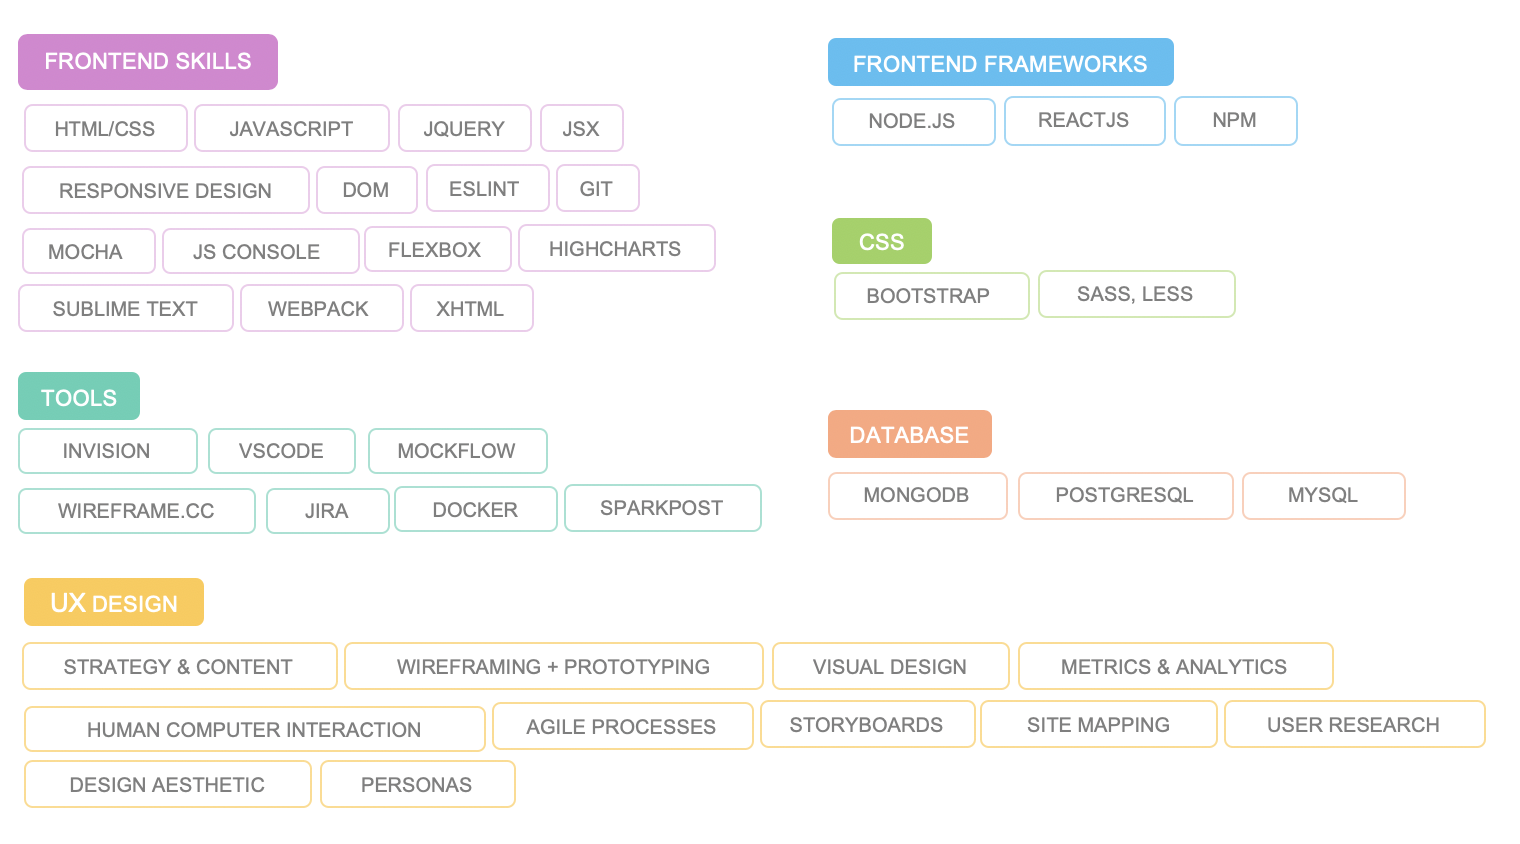 FRONTEND SKILLS
HTML/CSS JAVASCRIPT JQUERY JSX
RESPONSIVE DESIGN DOM ESLINT GIT
MOCHA JS CONSOLE FLEXBOX HIGHCHARTS
SUBLIME TEXT WEBPACK XHTML
FRONTEND FRAMEWORKS
NODE.JS REACTJS NPM
CSS
BOOTSTRAP SASS, LESS
TOOLS
INVISION VSCODE MOCKFLOW
WIREFRAME.CC JIRA DOCKER SPARKPOST
DATABASE
MONGODB POSTGRESQL MYSQL
UX DESIGN
STRATEGY & CONTENT WIREFRAMING + PROTOTYPING VISUAL DESIGN METRICS & ANALYTICS
HUMAN COMPUTER INTERACTION AGILE PROCESSES STORYBOARDS SITE MAPPING USER RESEARCH
DESIGN AESTHETIC PERSONAS